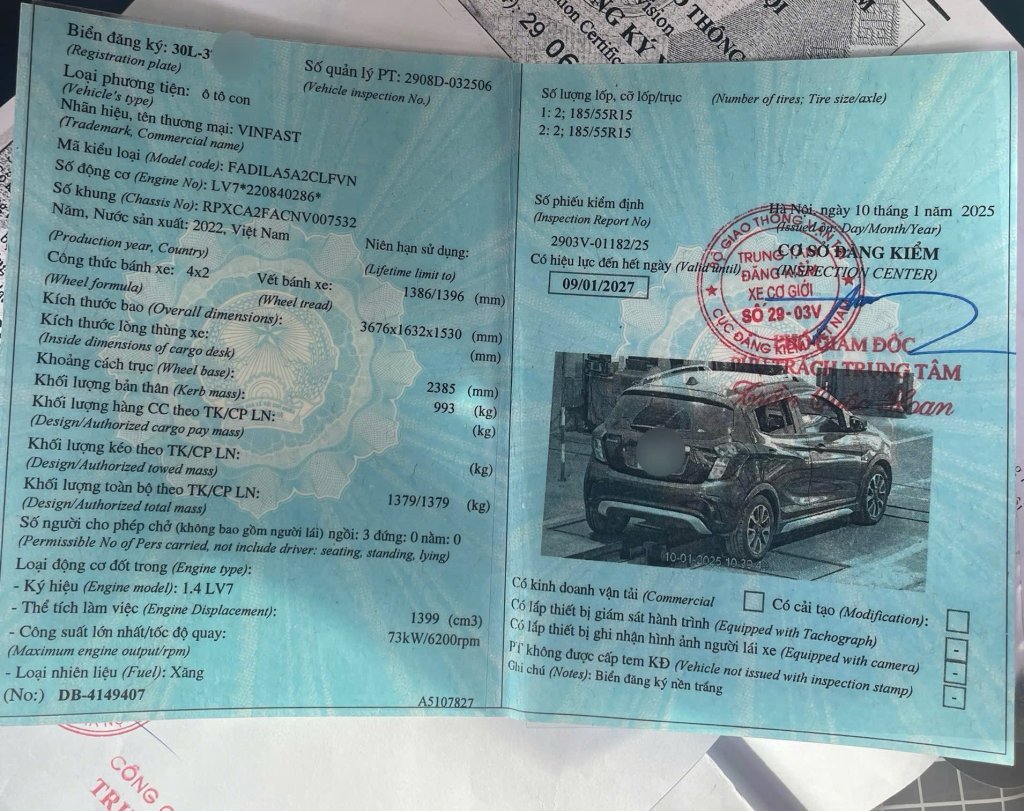 Biển đăng ký: 30L-3
(Registration plate)
Số quản lý PT: 2908D-032506
(Vehicle inspection No.)
Loại phương tiện: ô tô con
(Vehicle's type)
Nhãn hiệu, tên thương mại: VINFAST
(Trademark, Commercial name)
Mã kiểu loại (Model code): FADILA5A2CLFVN
Số động cơ (Engine No): LV7*220840286*
Số khung (Chassis No): RPXCA2FACNV007532
Năm, Nước sản xuất: 2022, Việt Nam
(Production year, Country)
Niên hạn sử dụng:
(Lifetime limit to)
Công thức bánh xe: 4x2
(Wheel formula)
Vết bánh xe: 1386/1396 (mm)
(Wheel tread)
Kích thước bao (Overall dimensions): 3676x1632x1530 (mm)
Kích thước lòng thùng xe: (mm)
(Inside dimensions of cargo desk)
Khoảng cách trục (Wheel base): 2385 (mm)
Khối lượng bản thân (Kerb mass): 993 (kg)
Khối lượng hàng CC theo TK/CP LN: (kg)
(Design/Authorized cargo pay mass)
Khối lượng kéo theo TK/CP LN: (kg)
(Design/Authorized towed mass)
Khối lượng toàn bộ theo TK/CP LN: 1379/1379 (kg)
(Design/Authorized total mass)
Số người cho phép chở (không bao gồm người lái) ngồi: 3 đứng: 0 nằm: 0
(Permissible No of Pers carried, not include driver: seating, standing, lying)
Loại động cơ đốt trong (Engine type):
- Ký hiệu (Engine model): 1.4 LV7
- Thể tích làm việc (Engine Displacement): 1399 (cm3)
- Công suất lớn nhất/tốc độ quay: 73kW/6200rpm
(Maximum engine output/rpm)
- Loại nhiên liệu (Fuel): Xăng
(No:) DB-4149407
A5107827
Số lượng lốp, cỡ lốp/trục (Number of tires; Tire size/axle)
1: 2; 185/55R15
2: 2; 185/55R15
Số phiếu kiểm định
(Inspection Report No)
2903V-01182/25
Có hiệu lực đến hết ngày (Valid until)
09/01/2027
Hà Nội, ngày 10 tháng 1 năm 2025
(Issued on: Day/Month/Year)
CƠ SỞ ĐĂNG KIỂM
(INSPECTION CENTER)
TRUNG TÂM
ĐĂNG KIỂM
XE CƠ GIỚI
SỐ 29-03V
CỤC ĐĂNG KIỂM VIỆT NAM
PHÓ GIÁM ĐỐC
PHỤ TRÁCH TRUNG TÂM
10-01-2025
Có kinh doanh vận tải (Commercial
Có cải tạo (Modification):
Có lắp thiết bị giám sát hành trình (Equipped with Tachograph)
Có lắp thiết bị ghi nhận hình ảnh người lái xe (Equipped with camera) -
PT không được cấp tem KĐ (Vehicle not issued with inspection stamp) -
Ghi chú (Notes): Biển đăng ký nền trắng
CÔNG